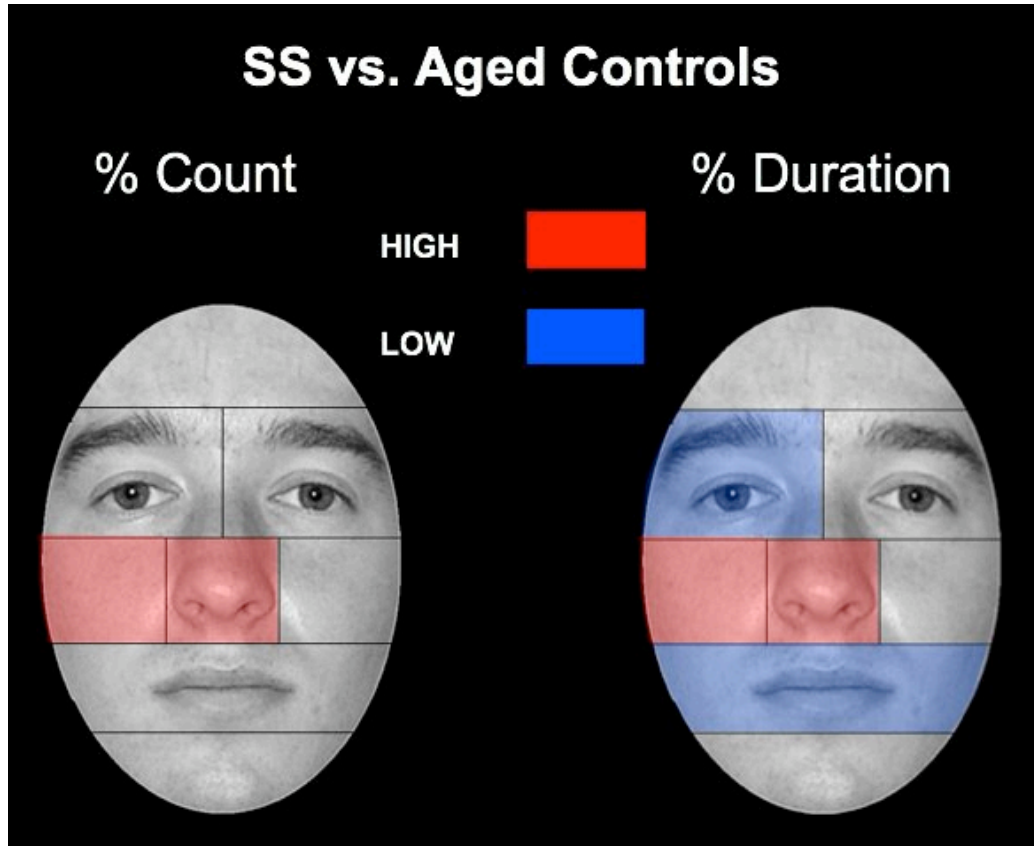 SS vs. Aged Controls
% Count
% Duration
HIGH
LOW